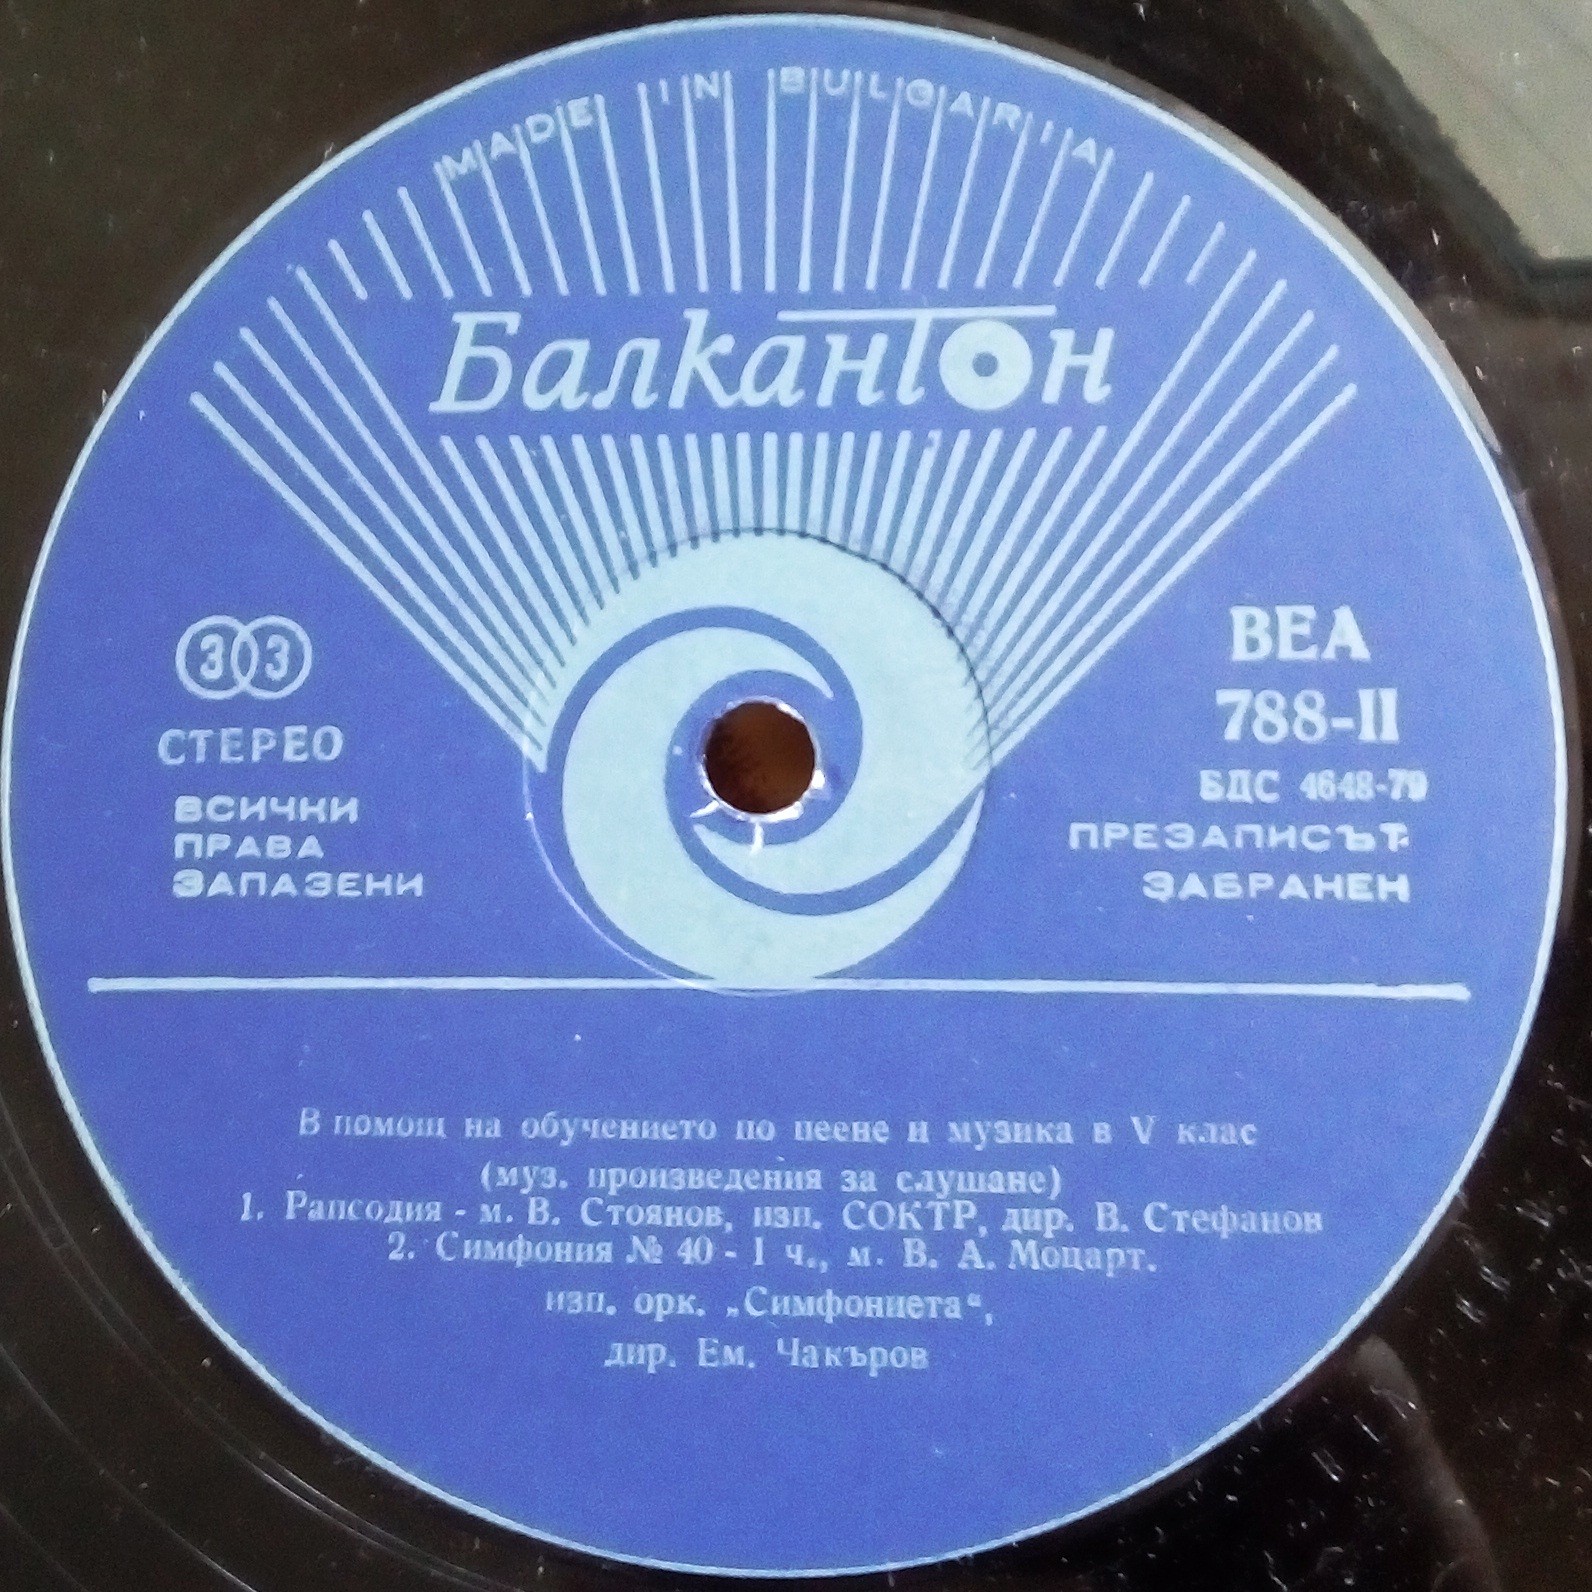 MADE IN BULGARIA
Балкантон
33
СТЕРЕО
ВСИЧКИ
ПРАВА
ЗАПАЗЕНИ
ВЕА
788-II
БДС 4648-79
ПРЕЗАПИСЪТ
ЗАБРАНЕН
В помощ на обучението по пеене и музика в V клас
(муз. произведения за слушане)
1. Рапсодия - м. В. Стоянов, изп. СОКТР, дир. В. Стефанов
2. Симфония № 40 - I ч., м. В. А. Моцарт.
изп. орк. „Симфониета“,
дир. Ем. Чакъров